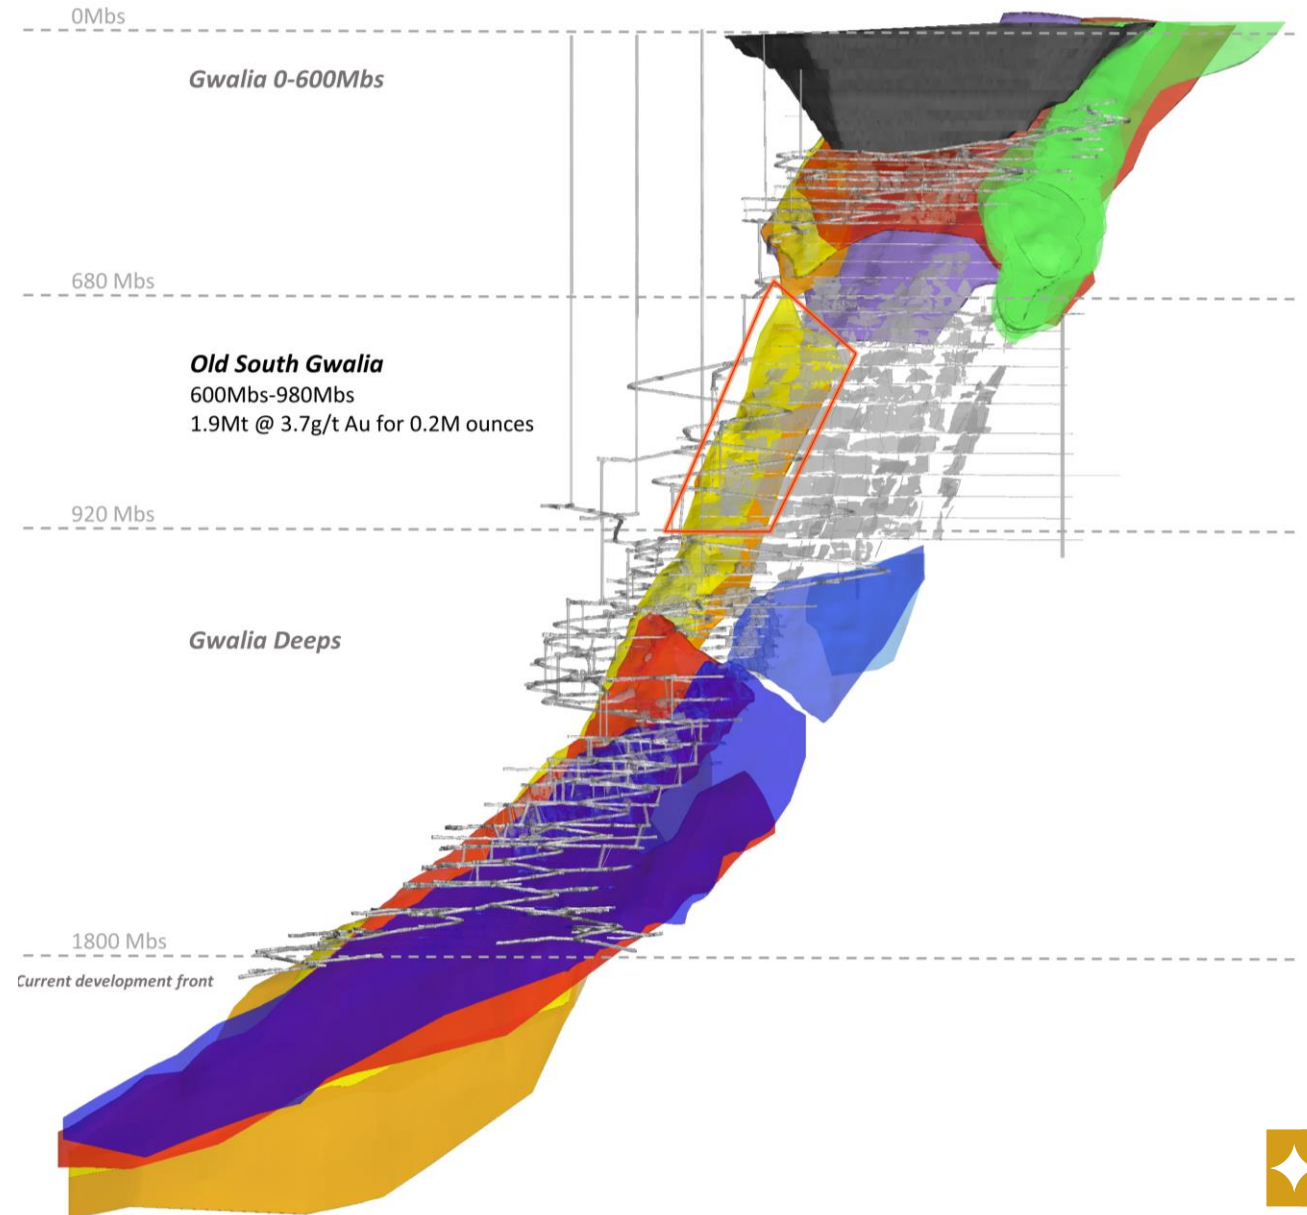 0Mbs
Gwalia 0-600Mbs
680 Mbs
Old South Gwalia
600Mbs-980Mbs
1.9Mt @ 3.7g/t Au for 0.2M ounces
920 Mbs
Gwalia Deeps
1800 Mbs
Current development front